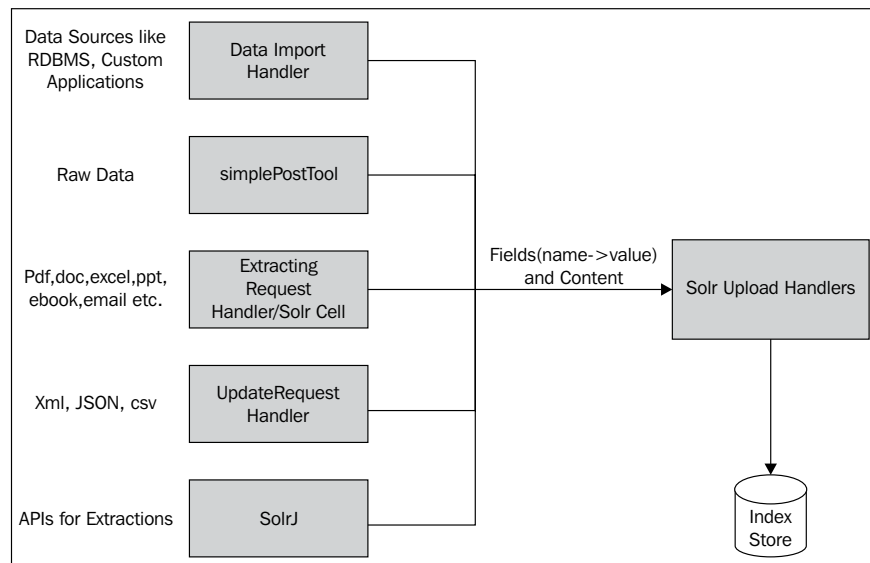 Data Sources like
RDBMS, Custom
Applications
Data Import
Handler
Raw Data
simplePostTool
Pdf,doc,excel,ppt,
ebook,email etc.
Extracting
Request
Handler/Solr Cell
Xml, JSON, csv
UpdateRequest
Handler
APIs for Extractions
SolrJ
Fields(name->value)
and Content
Solr Upload Handlers
Index
Store